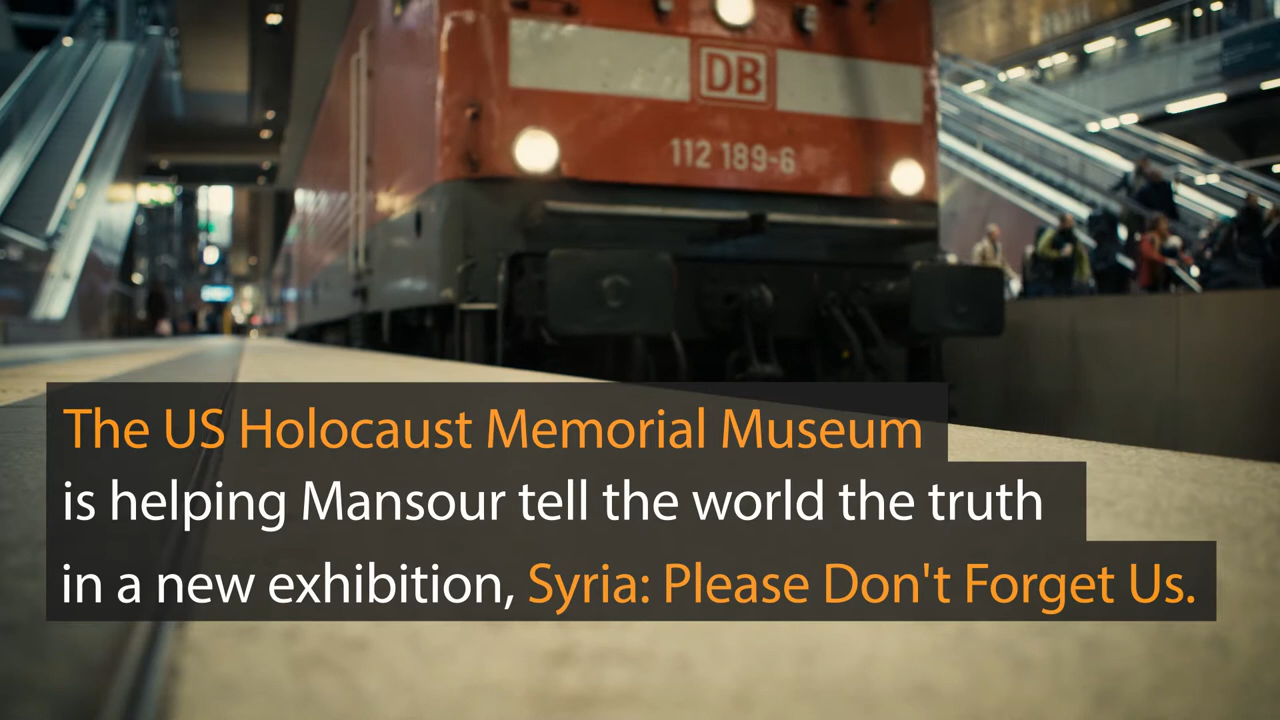 DB
112 189-6
The US Holocaust Memorial Museum
is helping Mansour tell the world the truth
in a new exhibition, Syria: Please Don't Forget Us.